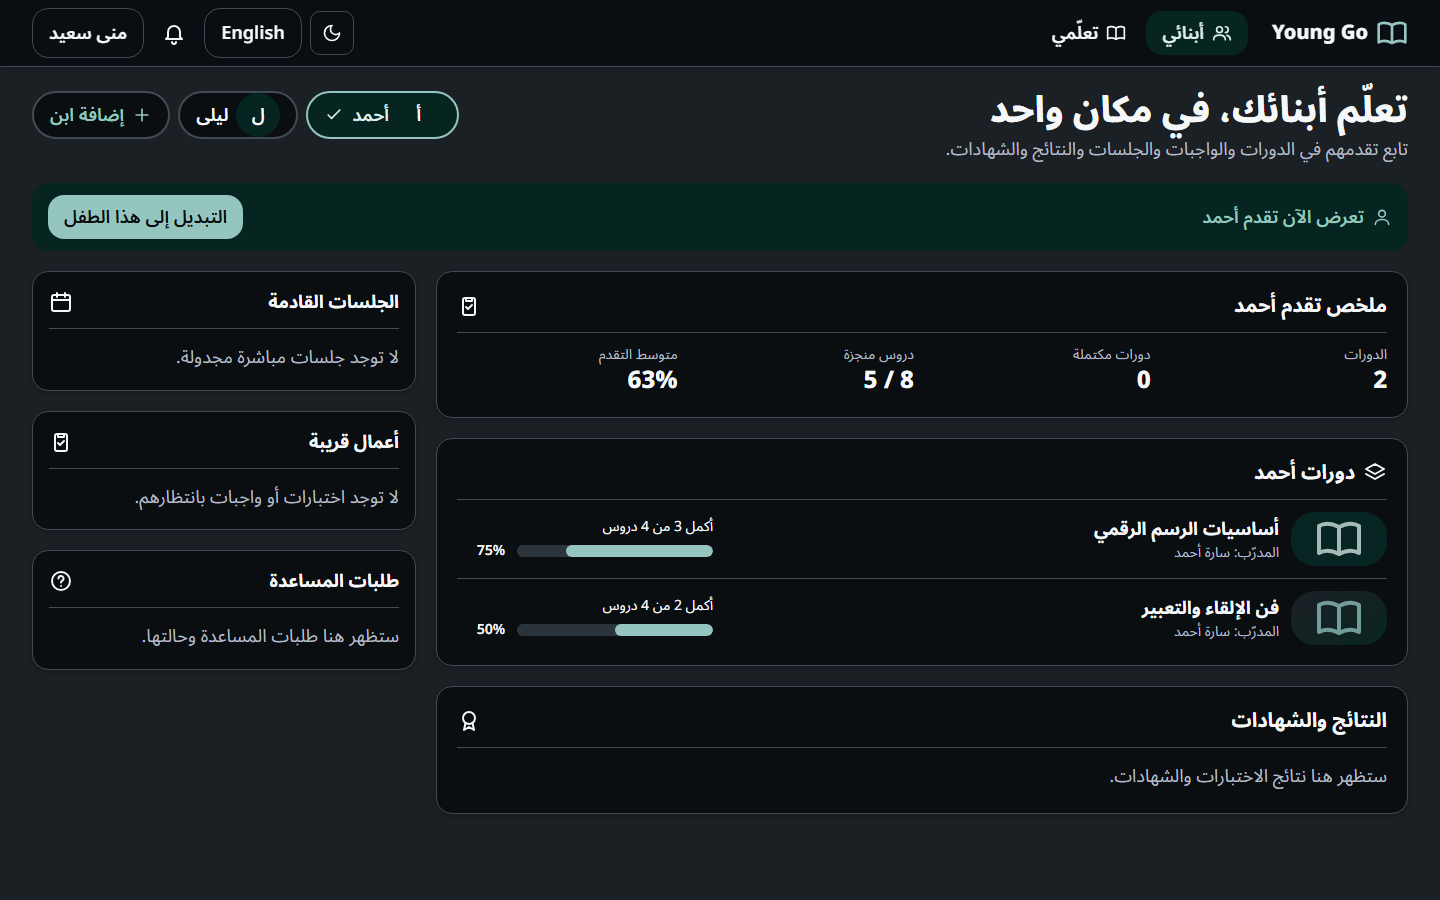 Young Go
أبنائي
تعلّمي
English
منى سعيد
تعلّم أبنائك، في مكان واحد
تابع تقدمهم في الدورات والواجبات والجلسات والنتائج والشهادات.
أ أحمد
ل ليلى
إضافة ابن
تعرض الآن تقدم أحمد
التبديل إلى هذا الطفل
ملخص تقدم أحمد
الدورات
2
دورات مكتملة
0
دروس منجزة
5 / 8
متوسط التقدم
63%
دورات أحمد
أساسيات الرسم الرقمي
المدرّب: سارة أحمد
أكمل 3 من 4 دروس
75%
فن الإلقاء والتعبير
المدرّب: سارة أحمد
أكمل 2 من 4 دروس
50%
النتائج والشهادات
ستظهر هنا نتائج الاختبارات والشهادات.
الجلسات القادمة
لا توجد جلسات مباشرة مجدولة.
أعمال قريبة
لا توجد اختبارات أو واجبات بانتظارهم.
طلبات المساعدة
ستظهر هنا طلبات المساعدة وحالتها.